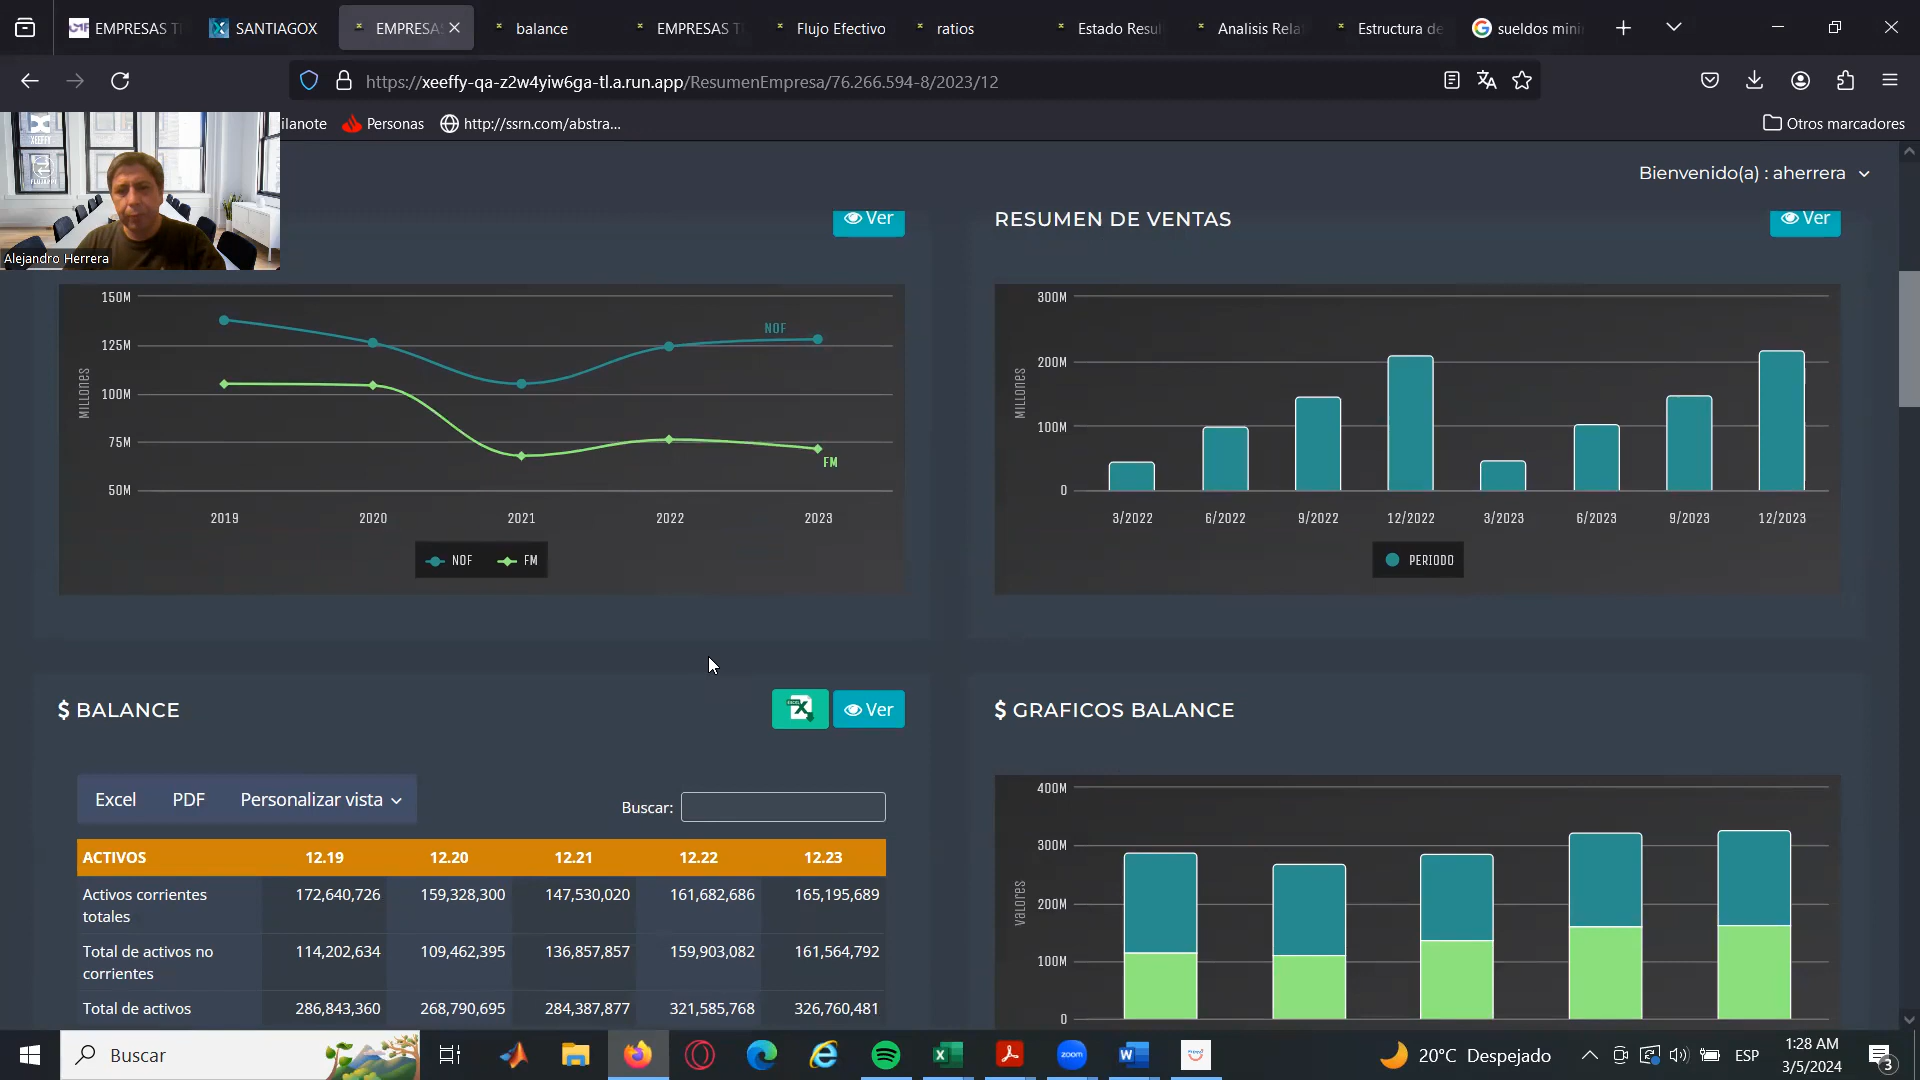 EMPRESAS T
SANTIAGOX
EMPRESAS
balance
EMPRESAS T
Flujo Efectivo
ratios
Estado Resul
Analisis Rela
Estructura de
sueldos mini
https://xeeffy-qa-z2w4yiw6ga-tl.a.run.app/ResumenEmpresa/76.266.594-8/2023/12
ilanote
Personas
http://ssrn.com/abstra...
Otros marcadores
XEEFFY
Alejandro Herrera
Bienvenido(a) : aherrera
Ver
RESUMEN DE VENTAS
Ver
150M
125M
100M
75M
50M
Millones
NOF
FM
2019 2020 2021 2022 2023
NOF FM
300M
200M
100M
0
Millones
3/2022 6/2022 9/2022 12/2022 3/2023 6/2023 9/2023 12/2023
PERIODO
$ BALANCE
Ver
Excel PDF Personalizar vista
Buscar:
ACTIVOS 12.19 12.20 12.21 12.22 12.23
Activos corrientes totales 172,640,726 159,328,300 147,530,020 161,682,686 165,195,689
Total de activos no corrientes 114,202,634 109,462,395 136,857,857 159,903,082 161,564,792
Total de activos 286,843,360 268,790,695 284,387,877 321,585,768 326,760,481
$ GRAFICOS BALANCE
400M
300M
200M
100M
0
Valores
Buscar
zoom
20°C Despejado
ESP
1:28 AM
3/5/2024
3